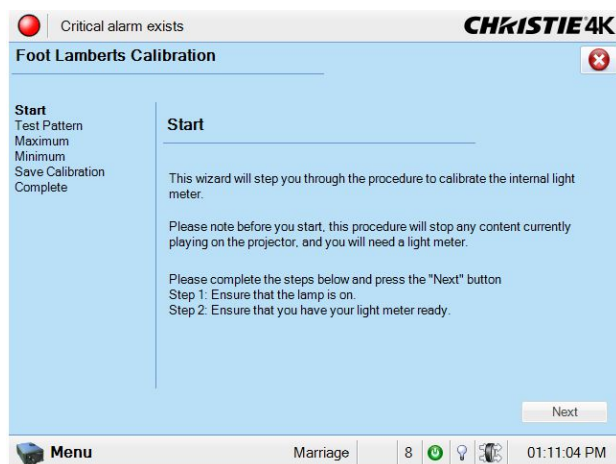 Critical alarm exists
CHRISTIE 4K
Foot Lamberts Calibration
Start
Test Pattern
Maximum
Minimum
Save Calibration
Complete
Start
This wizard will step you through the procedure to calibrate the internal light
meter.
Please note before you start, this procedure will stop any content currently
playing on the projector, and you will need a light meter.
Please complete the steps below and press the "Next" button
Step 1: Ensure that the lamp is on.
Step 2: Ensure that you have your light meter ready.
Next
Menu
Marriage
8
01:11:04 PM